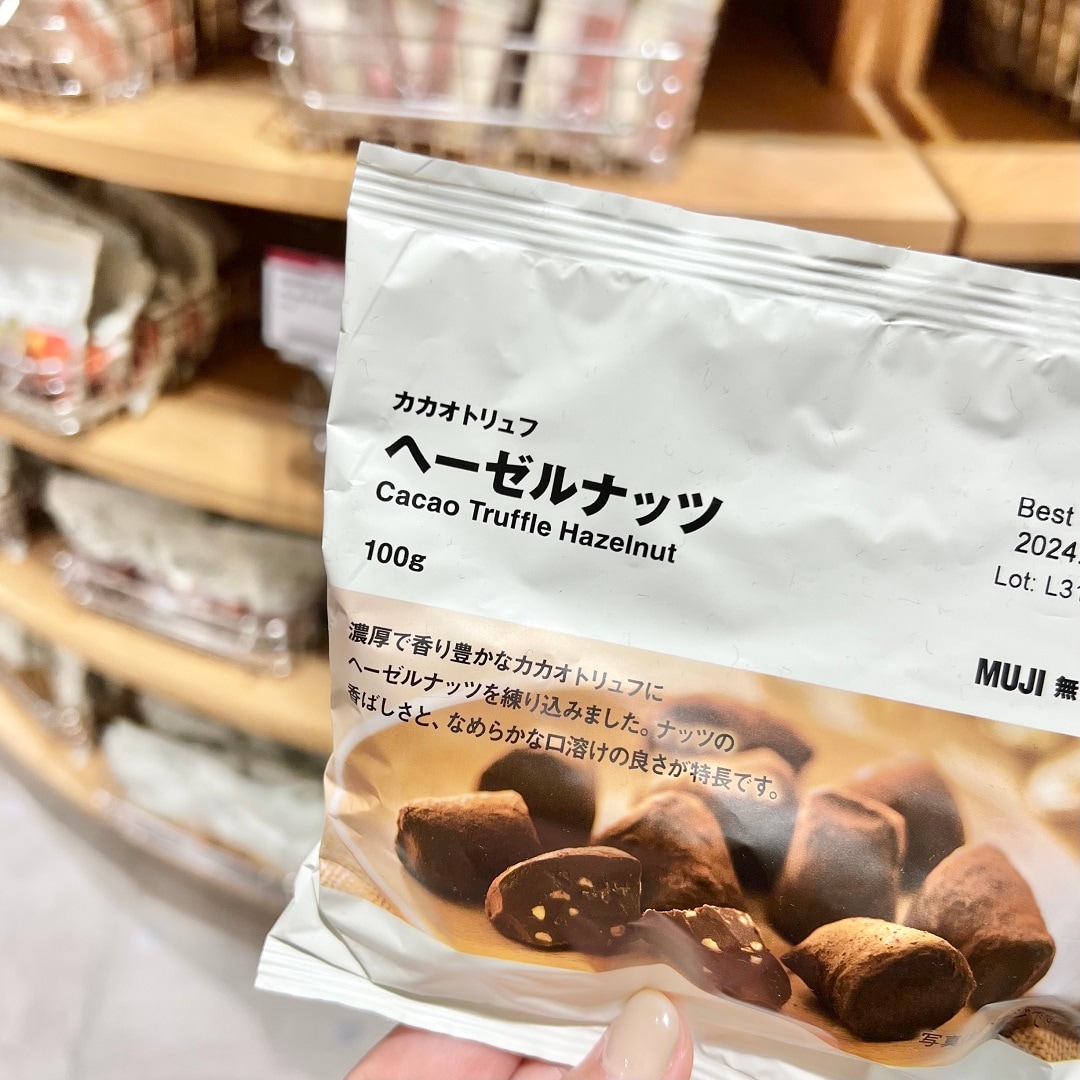 カカオトリュフ
ヘーゼルナッツ
Cacao Truffle Hazelnut
100g
Best
2024.
Lot: L31
MUJI 無
濃厚で香り豊かなカカオトリュフに
ヘーゼルナッツを練り込みました。ナッツの
香ばしさと、なめらかな口溶けの良さが特長です。
写真